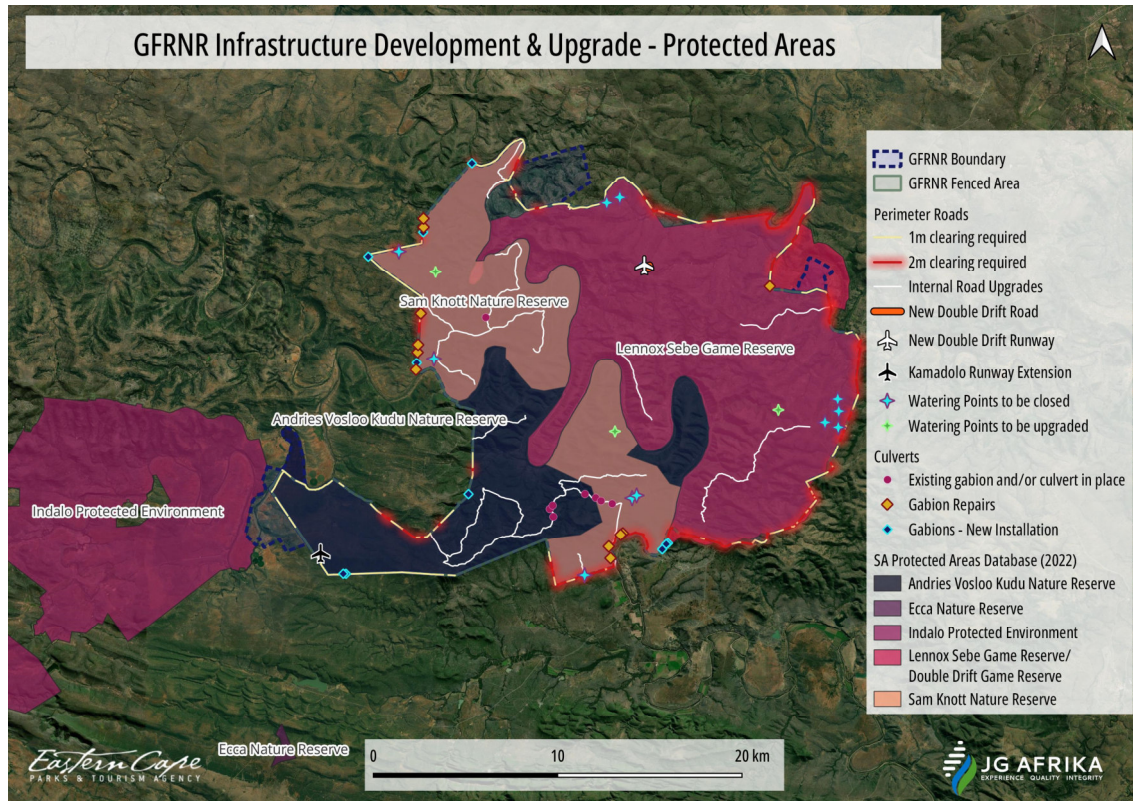 GFRNR Infrastructure Development & Upgrade - Protected Areas
GFRNR Boundary
GFRNR Fenced Area
Perimeter Roads
1m clearing required
2m clearing required
Internal Road Upgrades
New Double Drift Road
New Double Drift Runway
Kamadolo Runway Extension
Watering Points to be closed
Watering Points to be upgraded
Culverts
Existing gabion and/or culvert in place
Gabion Repairs
Gabions - New Installation
SA Protected Areas Database (2022)
Andries Vosloo Kudu Nature Reserve
Ecca Nature Reserve
Indalo Protected Environment
Lennox Sebe Game Reserve/
Double Drift Game Reserve
Sam Knott Nature Reserve
Sam Knott Nature Reserve
Lennox Sebe Game Reserve
Andries Vosloo Kudu Nature Reserve
Indalo Protected Environment
Ecca Nature Reserve
0 10 20 km
Eastern Cape
PARKS & TOURISM AGENCY
JG AFRIKA
EXPERIENCE QUALITY INTEGRITY